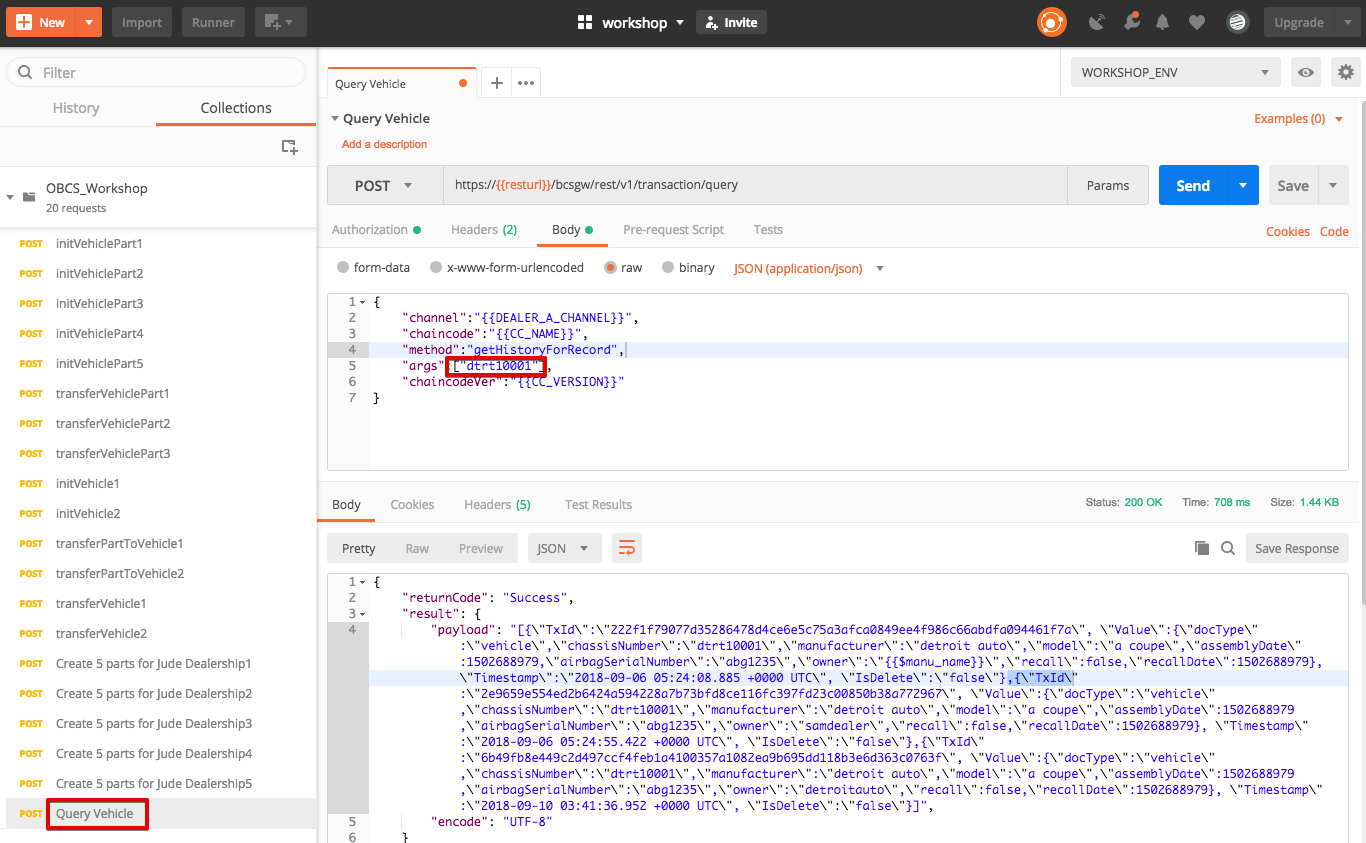 New
Import
Runner
workshop
Invite
Upgrade
Filter
History
Collections
OBCS_Workshop
20 requests
POST initVehiclePart1
POST initVehiclePart2
POST initVehiclePart3
POST initVehiclePart4
POST initVehiclePart5
POST transferVehiclePart1
POST transferVehiclePart2
POST transferVehiclePart3
POST initVehicle1
POST initVehicle2
POST transferPartToVehicle1
POST transferPartToVehicle2
POST transferVehicle1
POST transferVehicle2
POST Create 5 parts for Jude Dealership1
POST Create 5 parts for Jude Dealership2
POST Create 5 parts for Jude Dealership3
POST Create 5 parts for Jude Dealership4
POST Create 5 parts for Jude Dealership5
POST Query Vehicle
Query Vehicle
WORKSHOP_ENV
Query Vehicle
Examples (0)
Add a description
POST https://{{resturl}}/bcsgw/rest/v1/transaction/query Params Send Save
Authorization Headers (2) Body Pre-request Script Tests Cookies Code
form-data x-www-form-urlencoded raw binary JSON (application/json)
1 {
2 "channel":"{{DEALER_A_CHANNEL}}",
3 "chaincode":"{{CC_NAME}}",
4 "method":"getHistoryForRecord",
5 "args":["dtrt10001"],
6 "chaincodeVer":"{{CC_VERSION}}"
7 }
Body Cookies Headers (5) Test Results Status: 200 OK Time: 708 ms Size: 1.44 KB
Pretty Raw Preview JSON Save Response
1 {
2 "returnCode": "Success",
3 "result": {
4 "payload": "[{\"TxId\":\"222f1f79077d35286478d4ce6e5c75a3afca0849ee4f986c66abdfa094461f7a\", \"Value\":{\"docType\"
:\"vehicle\",\"chassisNumber\":\"dtrt10001\",\"manufacturer\":\"detroit auto\",\"model\":\"a coupe\",\"assemblyDate\"
:1502688979,\"airbagSerialNumber\":\"abg1235\",\"owner\":\"{{$manu_name}}\",\"recall\":false,\"recallDate\":1502688979},
\"Timestamp\":\"2018-09-06 05:24:08.885 +0000 UTC\", \"IsDelete\":\"false\"},{\"TxId\"
:\"2e9659e554ed2b6424a594228a7b73bfd8ce116fc397fd23c00850b38a772967\", \"Value\":{\"docType\":\"vehicle\"
,\"chassisNumber\":\"dtrt10001\",\"manufacturer\":\"detroit auto\",\"model\":\"a coupe\",\"assemblyDate\":1502688979
,\"airbagSerialNumber\":\"abg1235\",\"owner\":\"samdealer\",\"recall\":false,\"recallDate\":1502688979}, \"Timestamp\"
:\"2018-09-06 05:24:55.422 +0000 UTC\", \"IsDelete\":\"false\"},{\"TxId\"
:\"6b49fb8e449c2d497ccf4feb1a4100357a1082ea9b695dd118b3e6d363c0763f\", \"Value\":{\"docType\":\"vehicle\"
,\"chassisNumber\":\"dtrt10001\",\"manufacturer\":\"detroit auto\",\"model\":\"a coupe\",\"assemblyDate\":1502688979
,\"airbagSerialNumber\":\"abg1235\",\"owner\":\"detroitauto\",\"recall\":false,\"recallDate\":1502688979}, \"Timestamp\"
:\"2018-09-10 03:41:36.952 +0000 UTC\", \"IsDelete\":\"false\"}]",
5 "encode": "UTF-8"
6 }